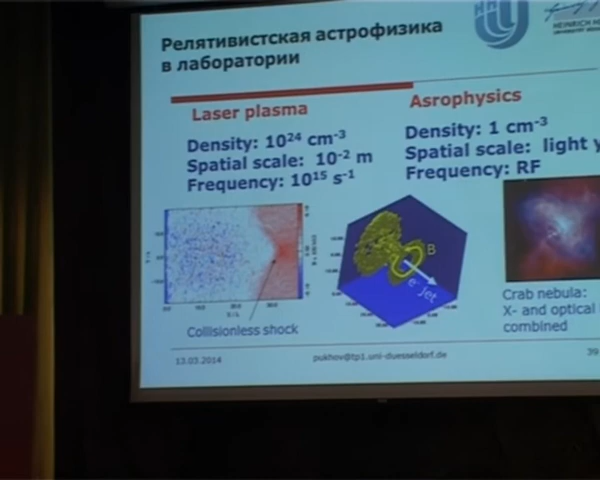 Релятивистская астрофизика
в лаборатории
HEINRICH HE
Laser plasma
Density: 10²⁴ cm⁻³
Spatial scale: 10⁻² m
Frequency: 10¹⁵ s⁻¹
Asrophysics
Density: 1 cm⁻³
Spatial scale: light y
Frequency: RF
B
e⁻ Jet
Collisionless shock
Crab nebula:
X- and optical
combined
13.03.2014
pukhov@tp1.uni-duesseldorf.de
39